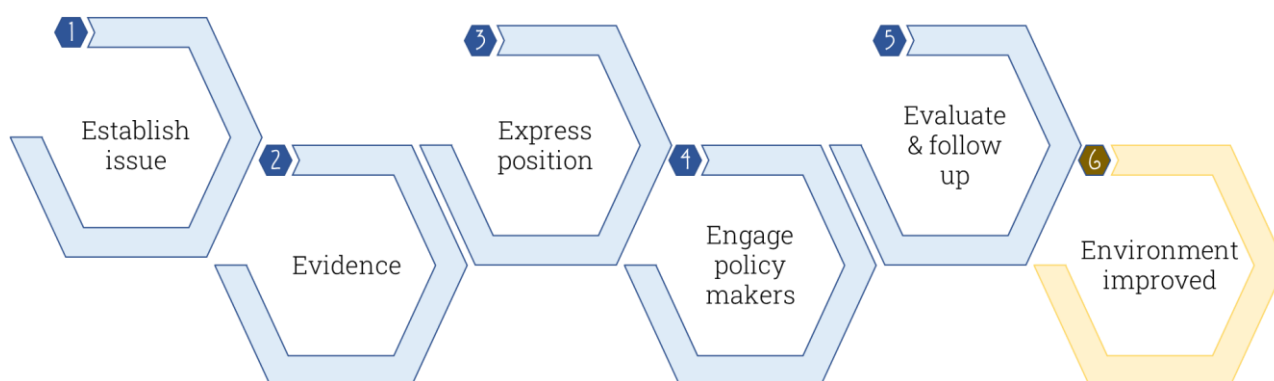 1
Establish
issue
2
Evidence
3
Express
position
4
Engage
policy
makers
5
Evaluate
& follow
up
6
Environment
improved